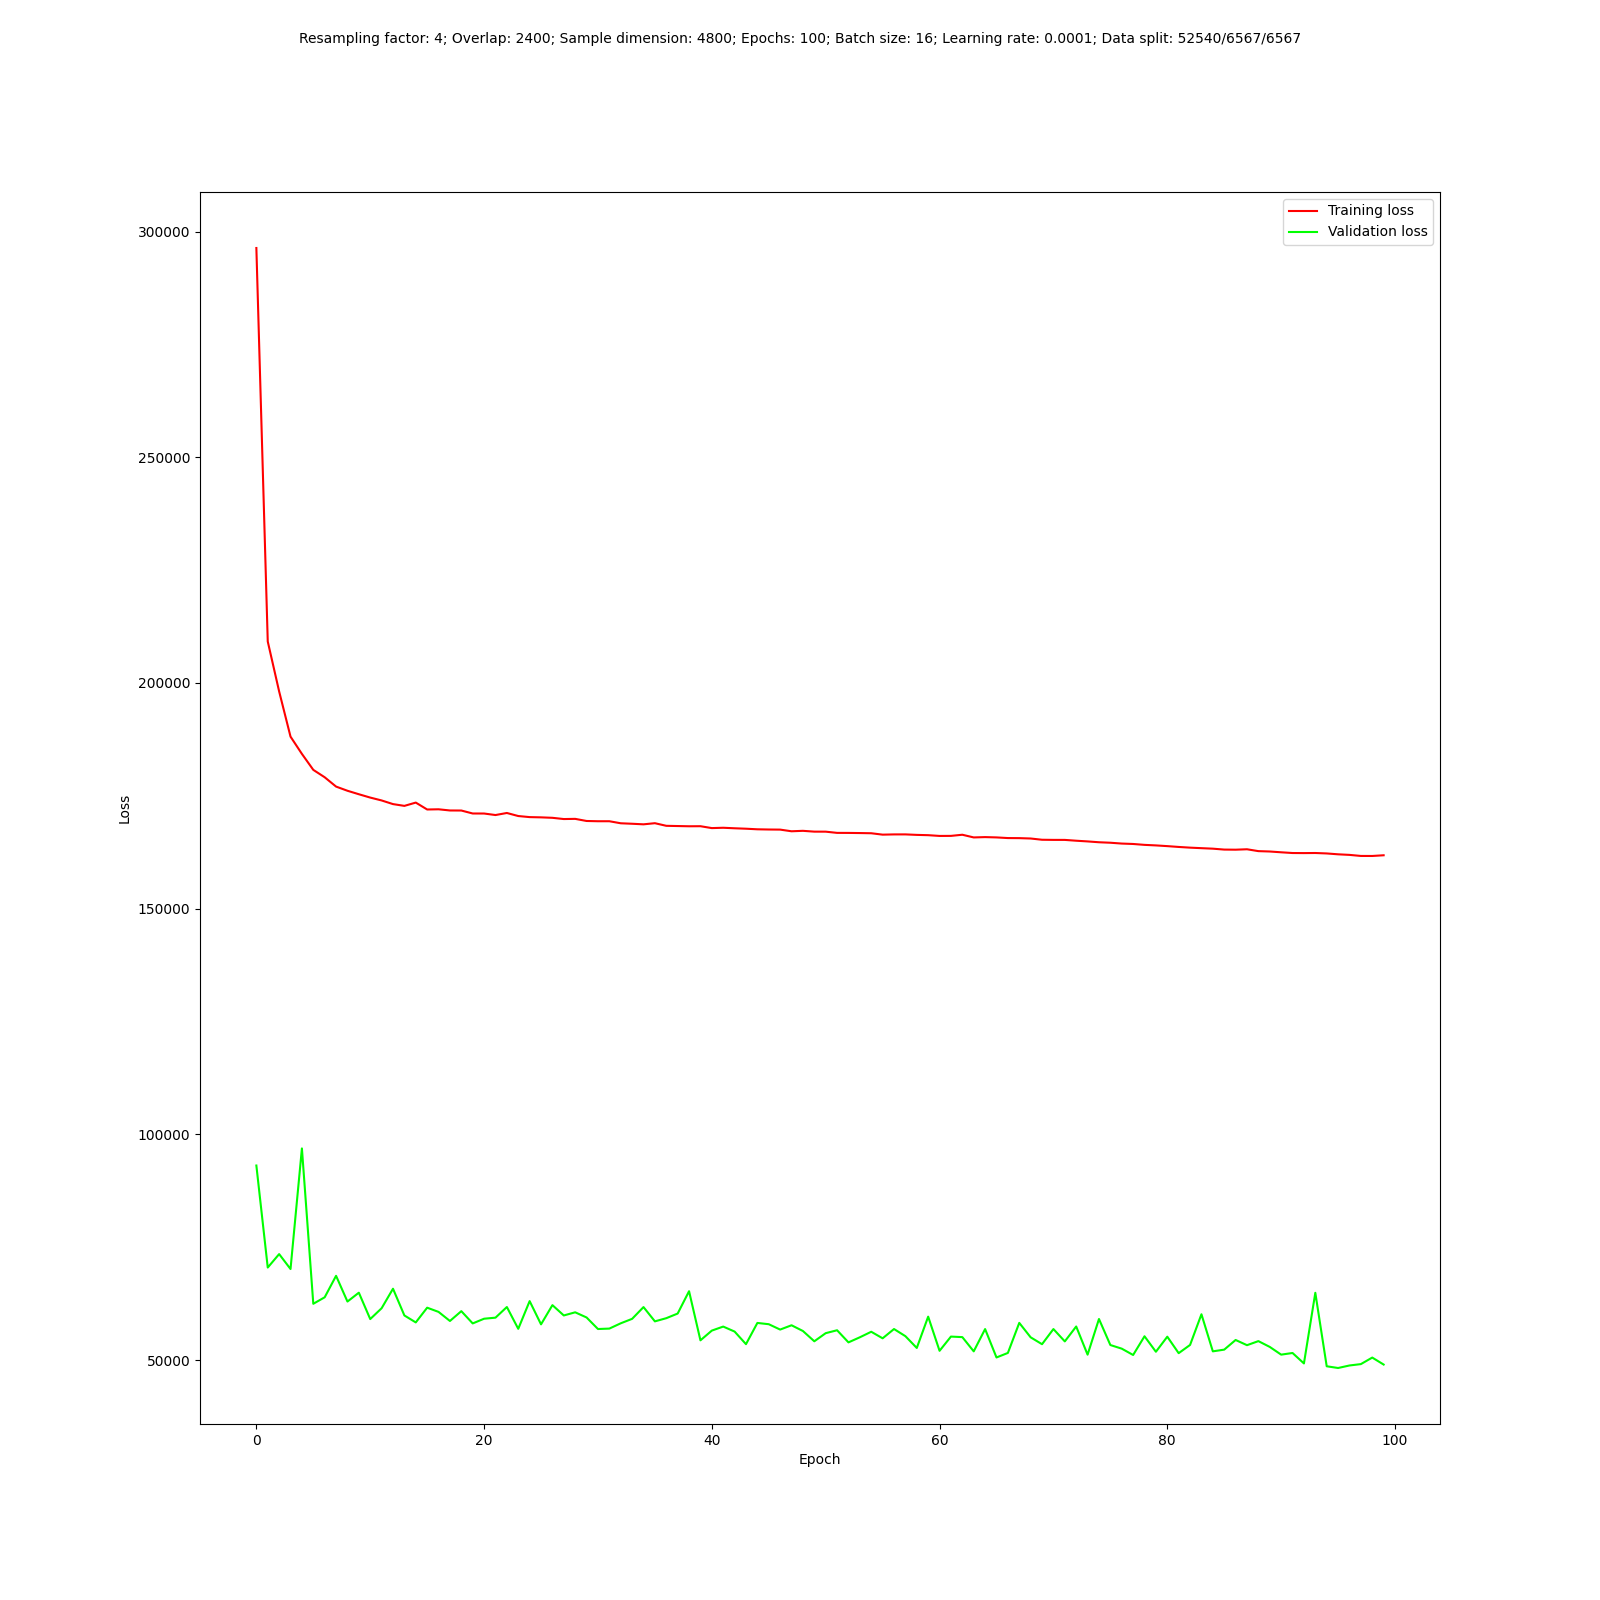 Resampling factor: 4; Overlap: 2400; Sample dimension: 4800; Epochs: 100; Batch size: 16; Learning rate: 0.0001; Data split: 52540/6567/6567
Training loss
Validation loss
300000
250000
200000
150000
100000
50000
Loss
0 20 40 60 80 100
Epoch